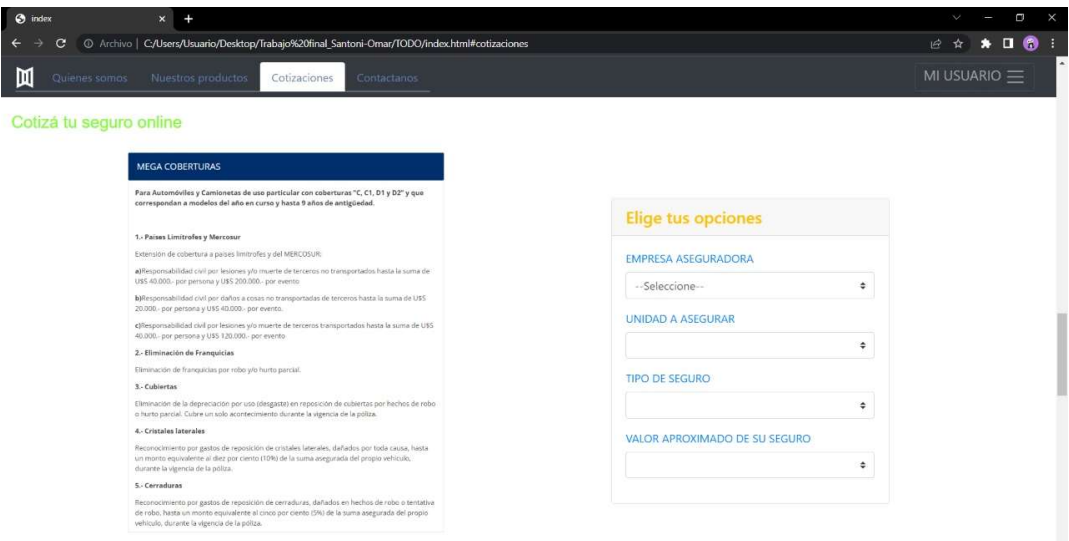 index
Archivo | C:/Users/Usuario/Desktop/Trabajo%20final_Santoni-Omar/TODO/index.html#cotizaciones
Quienes somos Nuestros productos Cotizaciones Contactanos MI USUARIO
Cotizá tu seguro online
MEGA COBERTURAS
Para Automóviles y Camionetas de uso particular con coberturas "C, C1, D1 y D2" y que
correspondan a modelos del año en curso y hasta 9 años de antigüedad.
1.- Países Limítrofes y Mercosur
Extensión de cobertura a países limítrofes y del MERCOSUR:
a)Responsabilidad civil por lesiones y/o muerte de terceros no transportados hasta la suma de
U$S 40.000.- por persona y U$S 200.000.- por evento
b)Responsabilidad civil por daños a cosas no transportadas de terceros hasta la suma de U$S
20.000.- por persona y U$S 40.000.- por evento.
c)Responsabilidad civil por lesiones y/o muerte de terceros transportados hasta la suma de U$S
40.000.- por persona y U$S 120.000.- por evento
2.- Eliminación de Franquicias
Eliminación de franquicias por robo y/o hurto parcial.
3.- Cubiertas
Eliminación de la depreciación por uso (desgaste) en reposición de cubiertas por hechos de robo
o hurto parcial. Cubre un solo acontecimiento durante la vigencia de la póliza.
4.- Cristales laterales
Reconocimiento por gastos de reposición de cristales laterales, dañados por toda causa, hasta
un monto equivalente al diez por ciento (10%) de la suma asegurada del propio vehículo,
durante la vigencia de la póliza.
5.- Cerraduras
Reconocimiento por gastos de reposición de cerraduras, dañados en hechos de robo o tentativa
de robo, hasta un monto equivalente al cinco por ciento (5%) de la suma asegurada del propio
vehículo, durante la vigencia de la póliza.
Elige tus opciones
EMPRESA ASEGURADORA
--Seleccione--
UNIDAD A ASEGURAR
TIPO DE SEGURO
VALOR APROXIMADO DE SU SEGURO